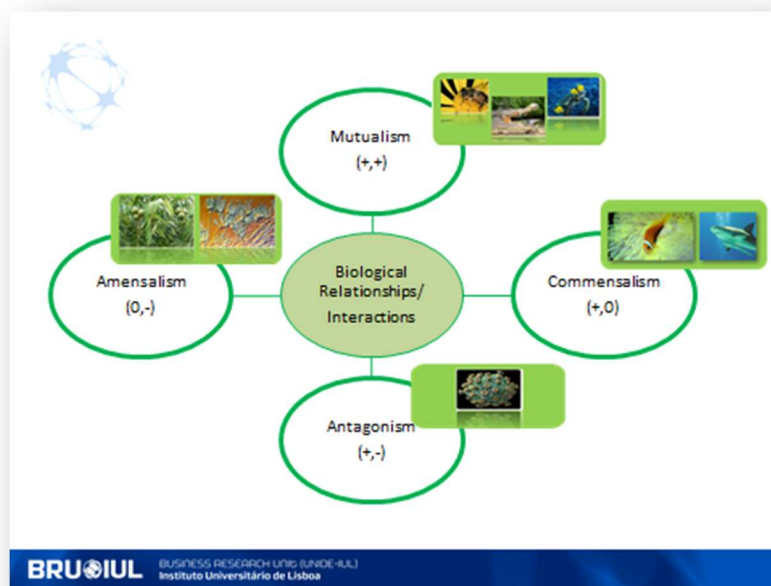 Mutualism
(+,+)
Amensalism
(0,-)
Biological
Relationships/
Interactions
Commensalism
(+,0)
Antagonism
(+,-)
BRU IUL
BUSINESS RESEARCH UNIT (UNIDE-IUL)
Instituto Universitário de Lisboa